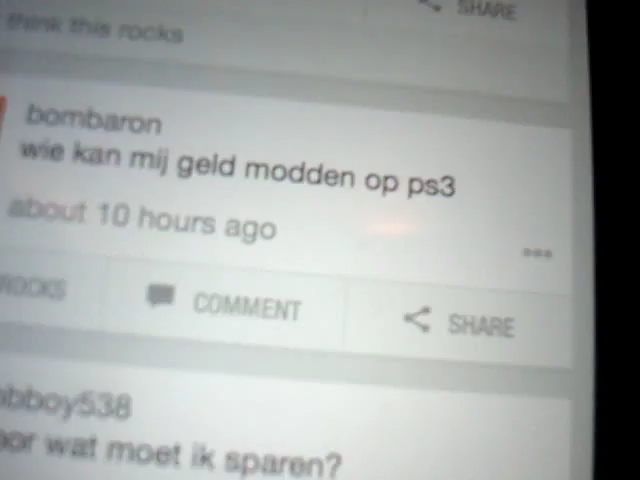 SHARE
think this rocks
bombaron
wie kan mij geld modden op ps3
about 10 hours ago
ROCKS
COMMENT
SHARE
bboy538
oor wat moet ik sparen?